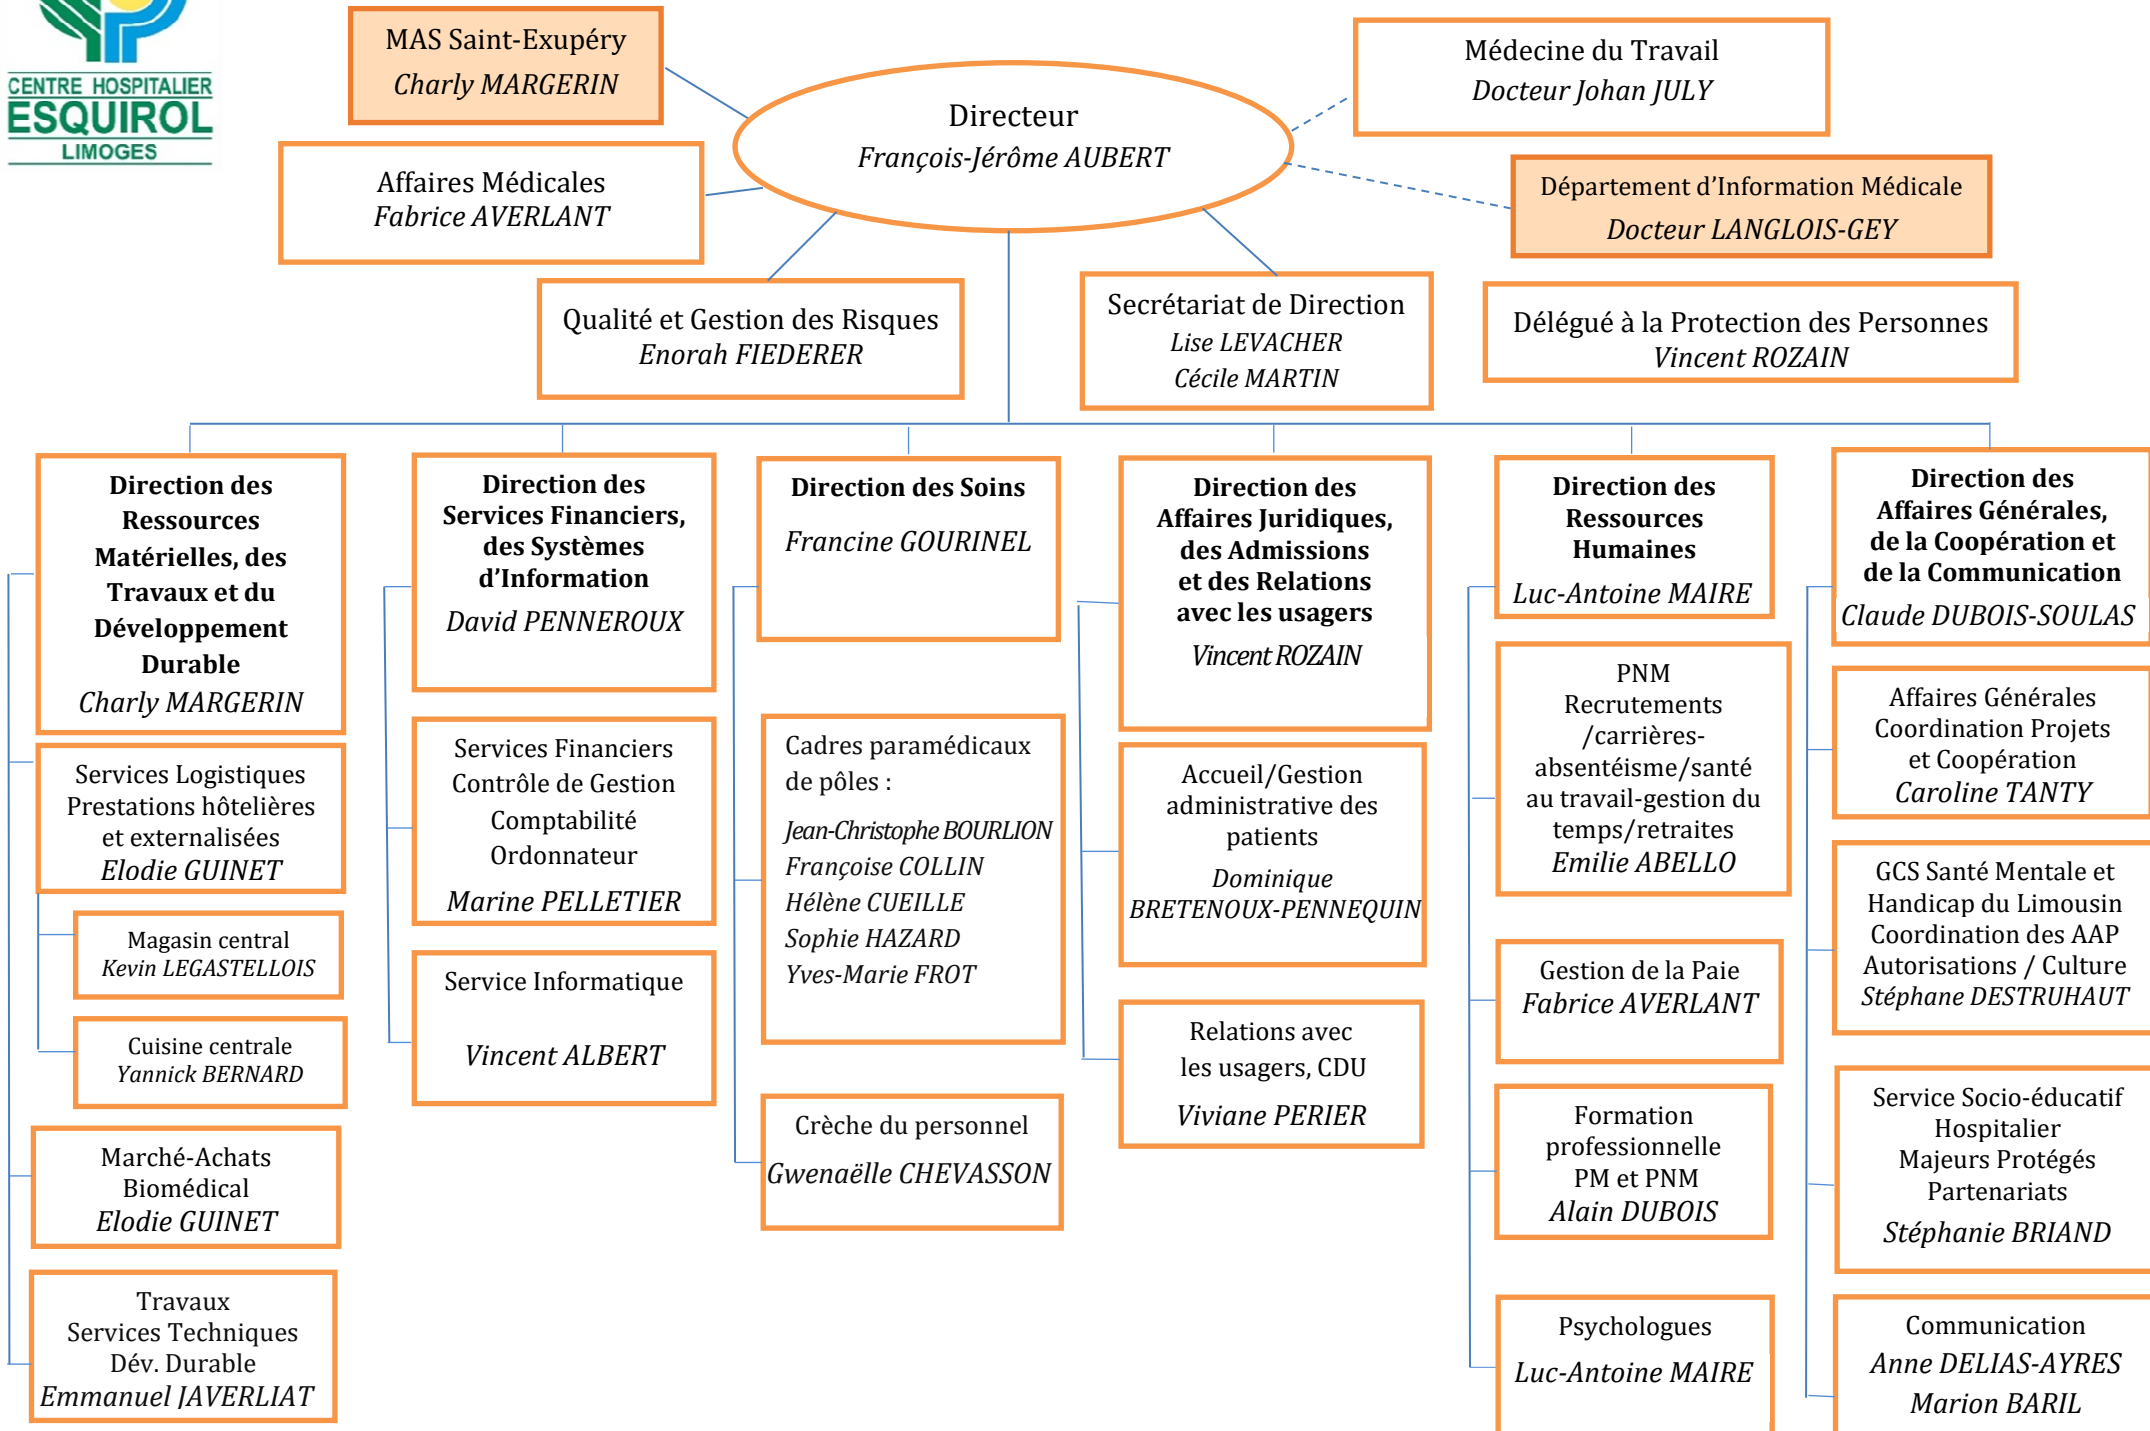 CENTRE HOSPITALIER
ESQUIROL
LIMOGES
MAS Saint-Exupéry
Charly MARGERIN
Directeur
François-Jérôme AUBERT
Médecine du Travail
Docteur Johan JULY
Affaires Médicales
Fabrice AVERLANT
Département d’Information Médicale
Docteur LANGLOIS-GEY
Qualité et Gestion des Risques
Enorah FIEDERER
Secrétariat de Direction
Lise LEVACHER
Cécile MARTIN
Délégué à la Protection des Personnes
Vincent ROZAIN
Direction des
Ressources
Matérielles, des
Travaux et du
Développement
Durable
Charly MARGERIN
Services Logistiques
Prestations hôtelières
et externalisées
Elodie GUINET
Magasin central
Kevin LEGASTELLOIS
Cuisine centrale
Yannick BERNARD
Marché-Achats
Biomédical
Elodie GUINET
Travaux
Services Techniques
Dév. Durable
Emmanuel JAVERLIAT
Direction des
Services Financiers,
des Systèmes
d’Information
David PENNEROUX
Services Financiers
Contrôle de Gestion
Comptabilité
Ordonnateur
Marine PELLETIER
Service Informatique
Vincent ALBERT
Direction des Soins
Francine GOURINEL
Cadres paramédicaux
de pôles :
Jean-Christophe BOURLION
Françoise COLLIN
Hélène CUEILLE
Sophie HAZARD
Yves-Marie FROT
Crèche du personnel
Gwenaëlle CHEVASSON
Direction des
Affaires Juridiques,
des Admissions
et des Relations
avec les usagers
Vincent ROZAIN
Accueil/Gestion
administrative des
patients
Dominique
BRETENOUX-PENNEQUIN
Relations avec
les usagers, CDU
Viviane PERIER
Direction des
Ressources
Humaines
Luc-Antoine MAIRE
PNM
Recrutements
/carrières-
absentéisme/santé
au travail-gestion du
temps/retraites
Emilie ABELLO
Gestion de la Paie
Fabrice AVERLANT
Formation
professionnelle
PM et PNM
Alain DUBOIS
Psychologues
Luc-Antoine MAIRE
Direction des
Affaires Générales,
de la Coopération et
de la Communication
Claude DUBOIS-SOULAS
Affaires Générales
Coordination Projets
et Coopération
Caroline TANTY
GCS Santé Mentale et
Handicap du Limousin
Coordination des AAP
Autorisations / Culture
Stéphane DESTRUHAUT
Service Socio-éducatif
Hospitalier
Majeurs Protégés
Partenariats
Stéphanie BRIAND
Communication
Anne DELIAS-AYRES
Marion BARIL